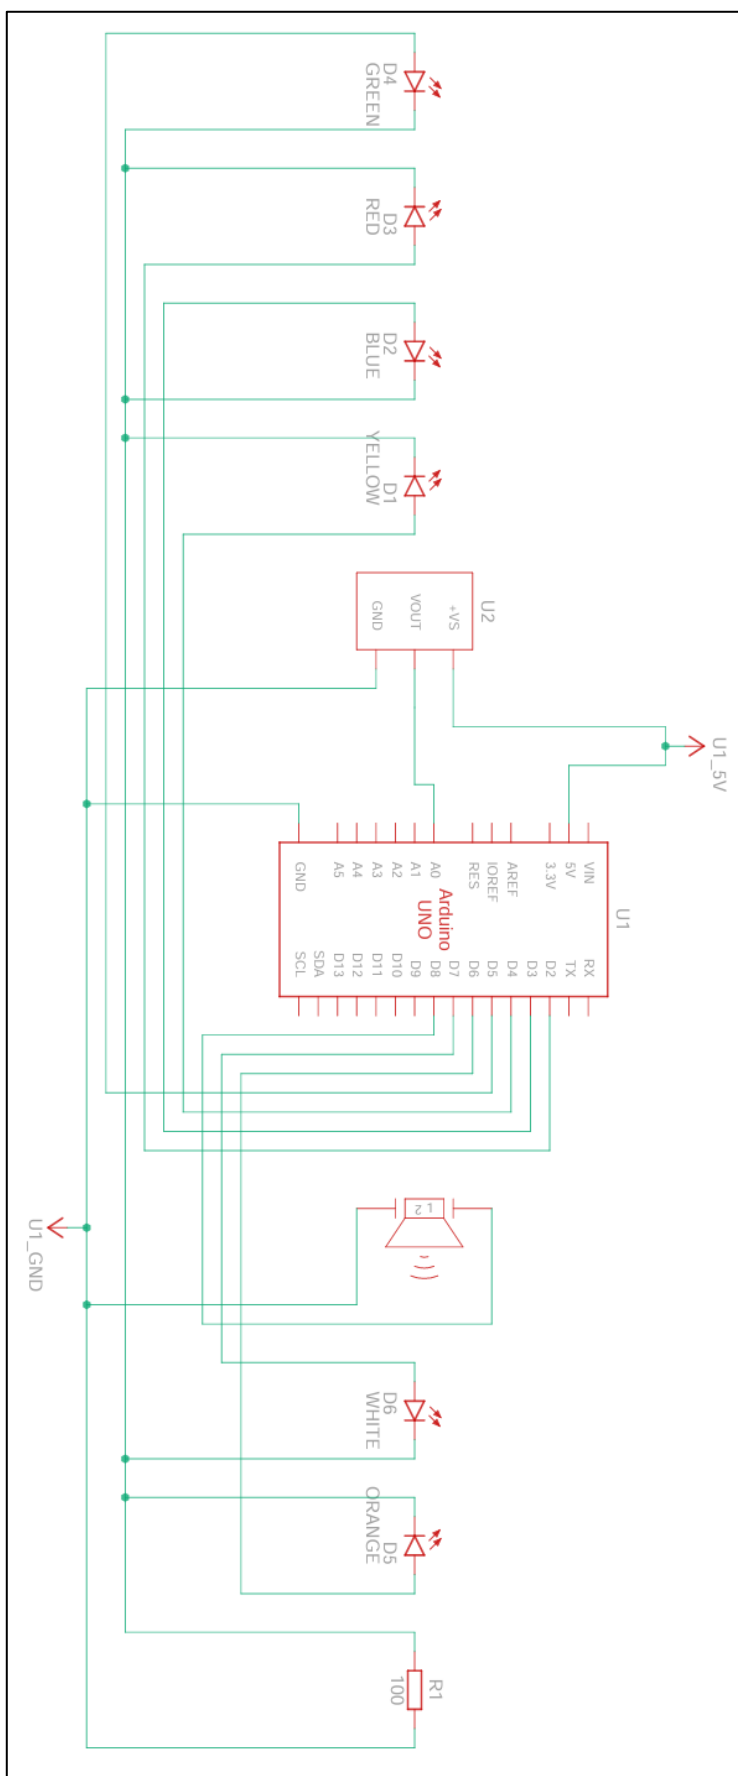 D4
GREEN
D3
RED
D2
BLUE
D1
YELLOW
U2
+VS
VOUT
GND
U1_5V
U1
VIN
5V
3.3V
AREF
IOREF
RES
A0
A1
A2
A3
A4
A5
GND
Arduino
UNO
RX
TX
D2
D3
D4
D5
D6
D7
D8
D9
D10
D11
D12
D13
SDA
SCL
1
2
U1_GND
D6
WHITE
D5
ORANGE
R1
100